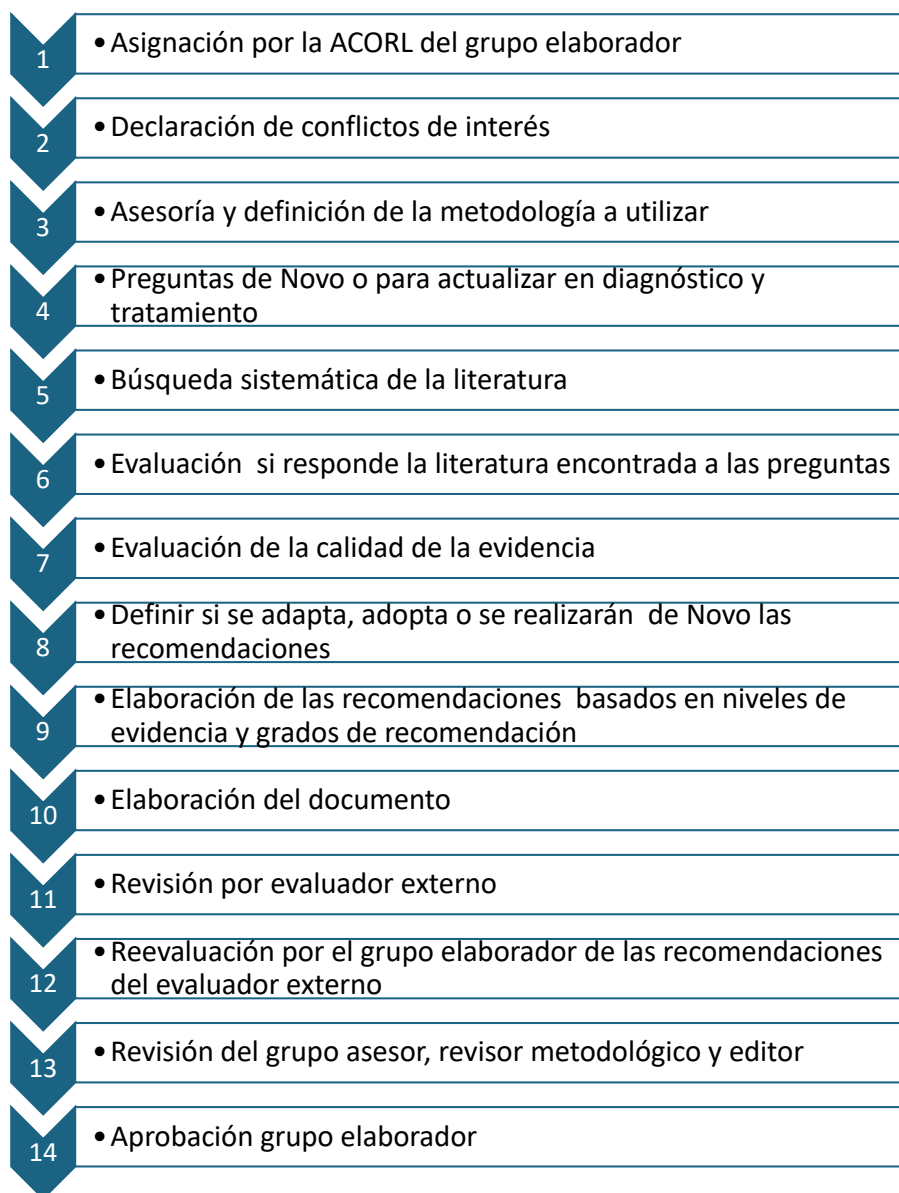 1
•Asignación por la ACORL del grupo elaborador
2
•Declaración de conflictos de interés
3
•Asesoría y definición de la metodología a utilizar
4
•Preguntas de Novo o para actualizar en diagnóstico y
tratamiento
5
•Búsqueda sistemática de la literatura
6
•Evaluación si responde la literatura encontrada a las preguntas
7
•Evaluación de la calidad de la evidencia
8
•Definir si se adapta, adopta o se realizarán de Novo las
recomendaciones
9
•Elaboración de las recomendaciones basados en niveles de
evidencia y grados de recomendación
10
•Elaboración del documento
11
•Revisión por evaluador externo
12
•Reevaluación por el grupo elaborador de las recomendaciones
del evaluador externo
13
•Revisión del grupo asesor, revisor metodológico y editor
14
•Aprobación grupo elaborador